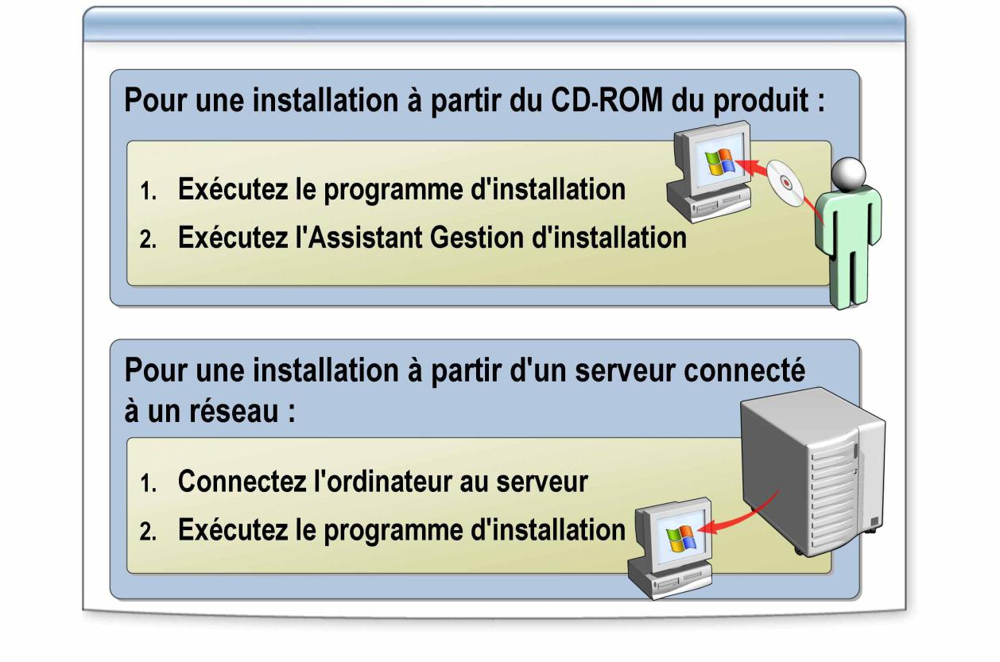 Pour une installation à partir du CD-ROM du produit :
1. Exécutez le programme d'installation
2. Exécutez l'Assistant Gestion d'installation
Pour une installation à partir d'un serveur connecté
à un réseau :
1. Connectez l'ordinateur au serveur
2. Exécutez le programme d'installation